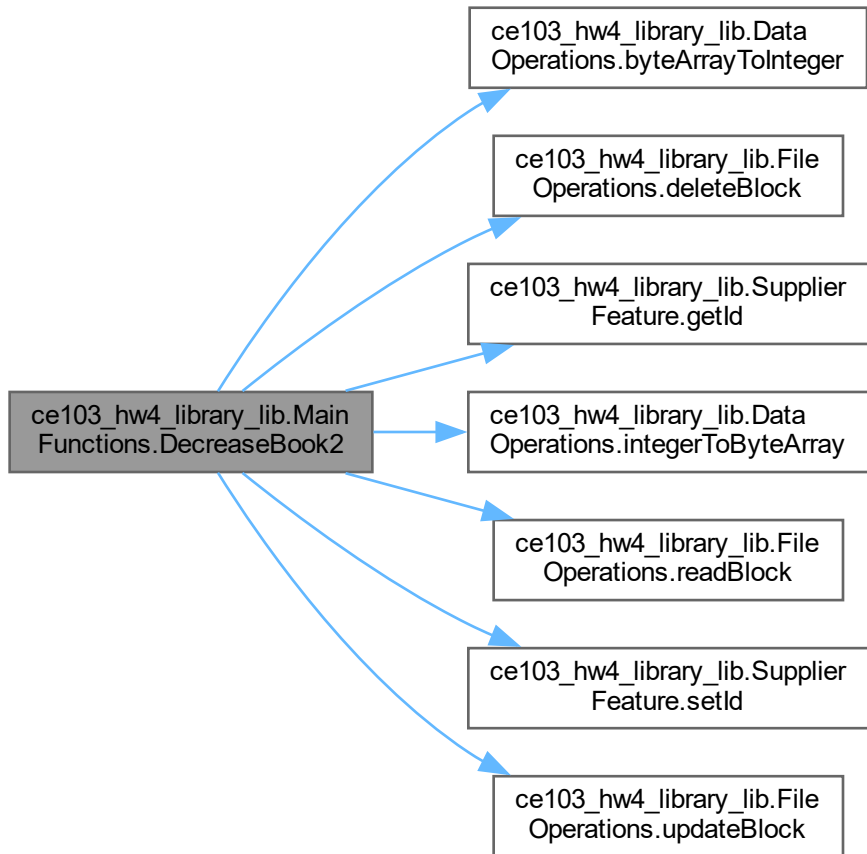 ce103_hw4_library_lib.Data
Operations.byteArrayToInteger
ce103_hw4_library_lib.File
Operations.deleteBlock
ce103_hw4_library_lib.Supplier
Feature.getId
ce103_hw4_library_lib.Main
Functions.DecreaseBook2
ce103_hw4_library_lib.Data
Operations.integerToByteArray
ce103_hw4_library_lib.File
Operations.readBlock
ce103_hw4_library_lib.Supplier
Feature.setId
ce103_hw4_library_lib.File
Operations.updateBlock